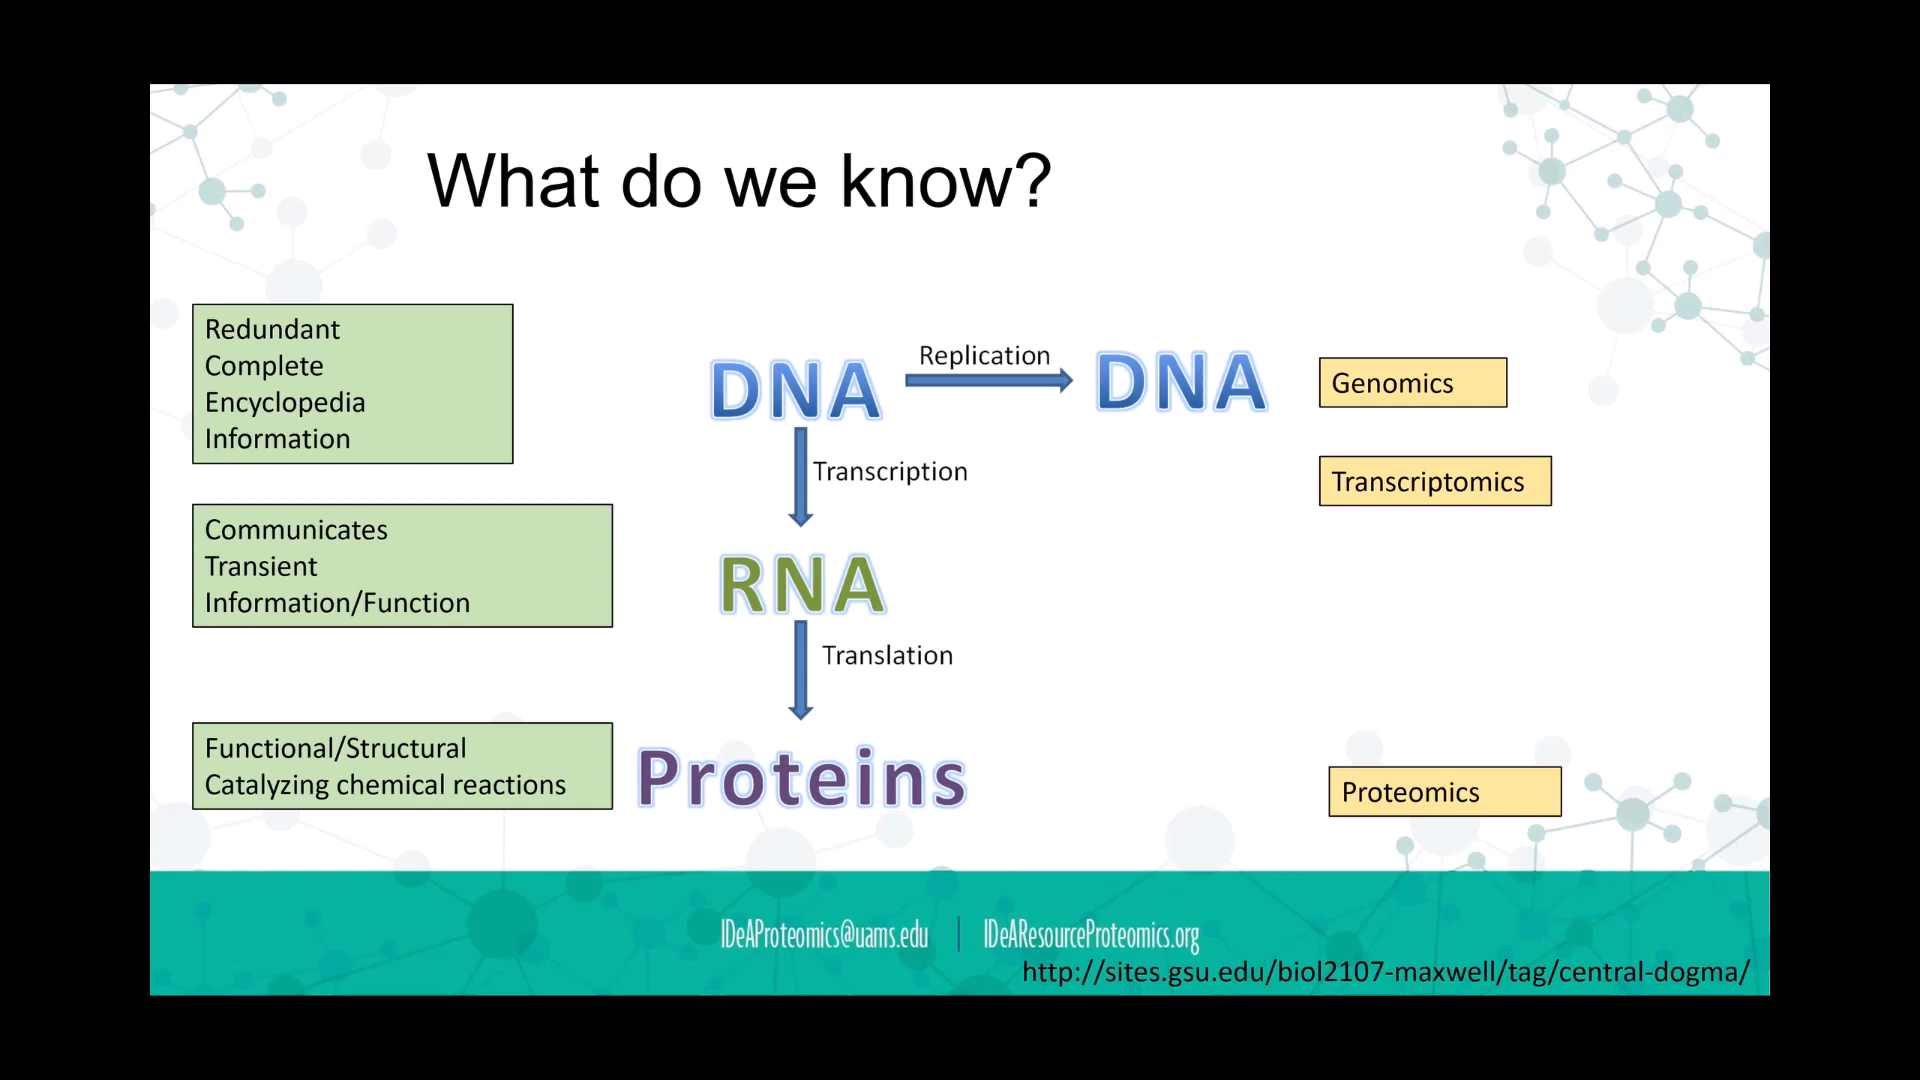 What do we know?
Redundant
Complete
Encyclopedia
Information
DNA
Replication
DNA
Genomics
Transcription
Transcriptomics
Communicates
Transient
Information/Function
RNA
Translation
Functional/Structural
Catalyzing chemical reactions
Proteins
Proteomics
IDeAProteomics@uams.edu | IDeAResourceProteomics.org
http://sites.gsu.edu/biol2107-maxwell/tag/central-dogma/